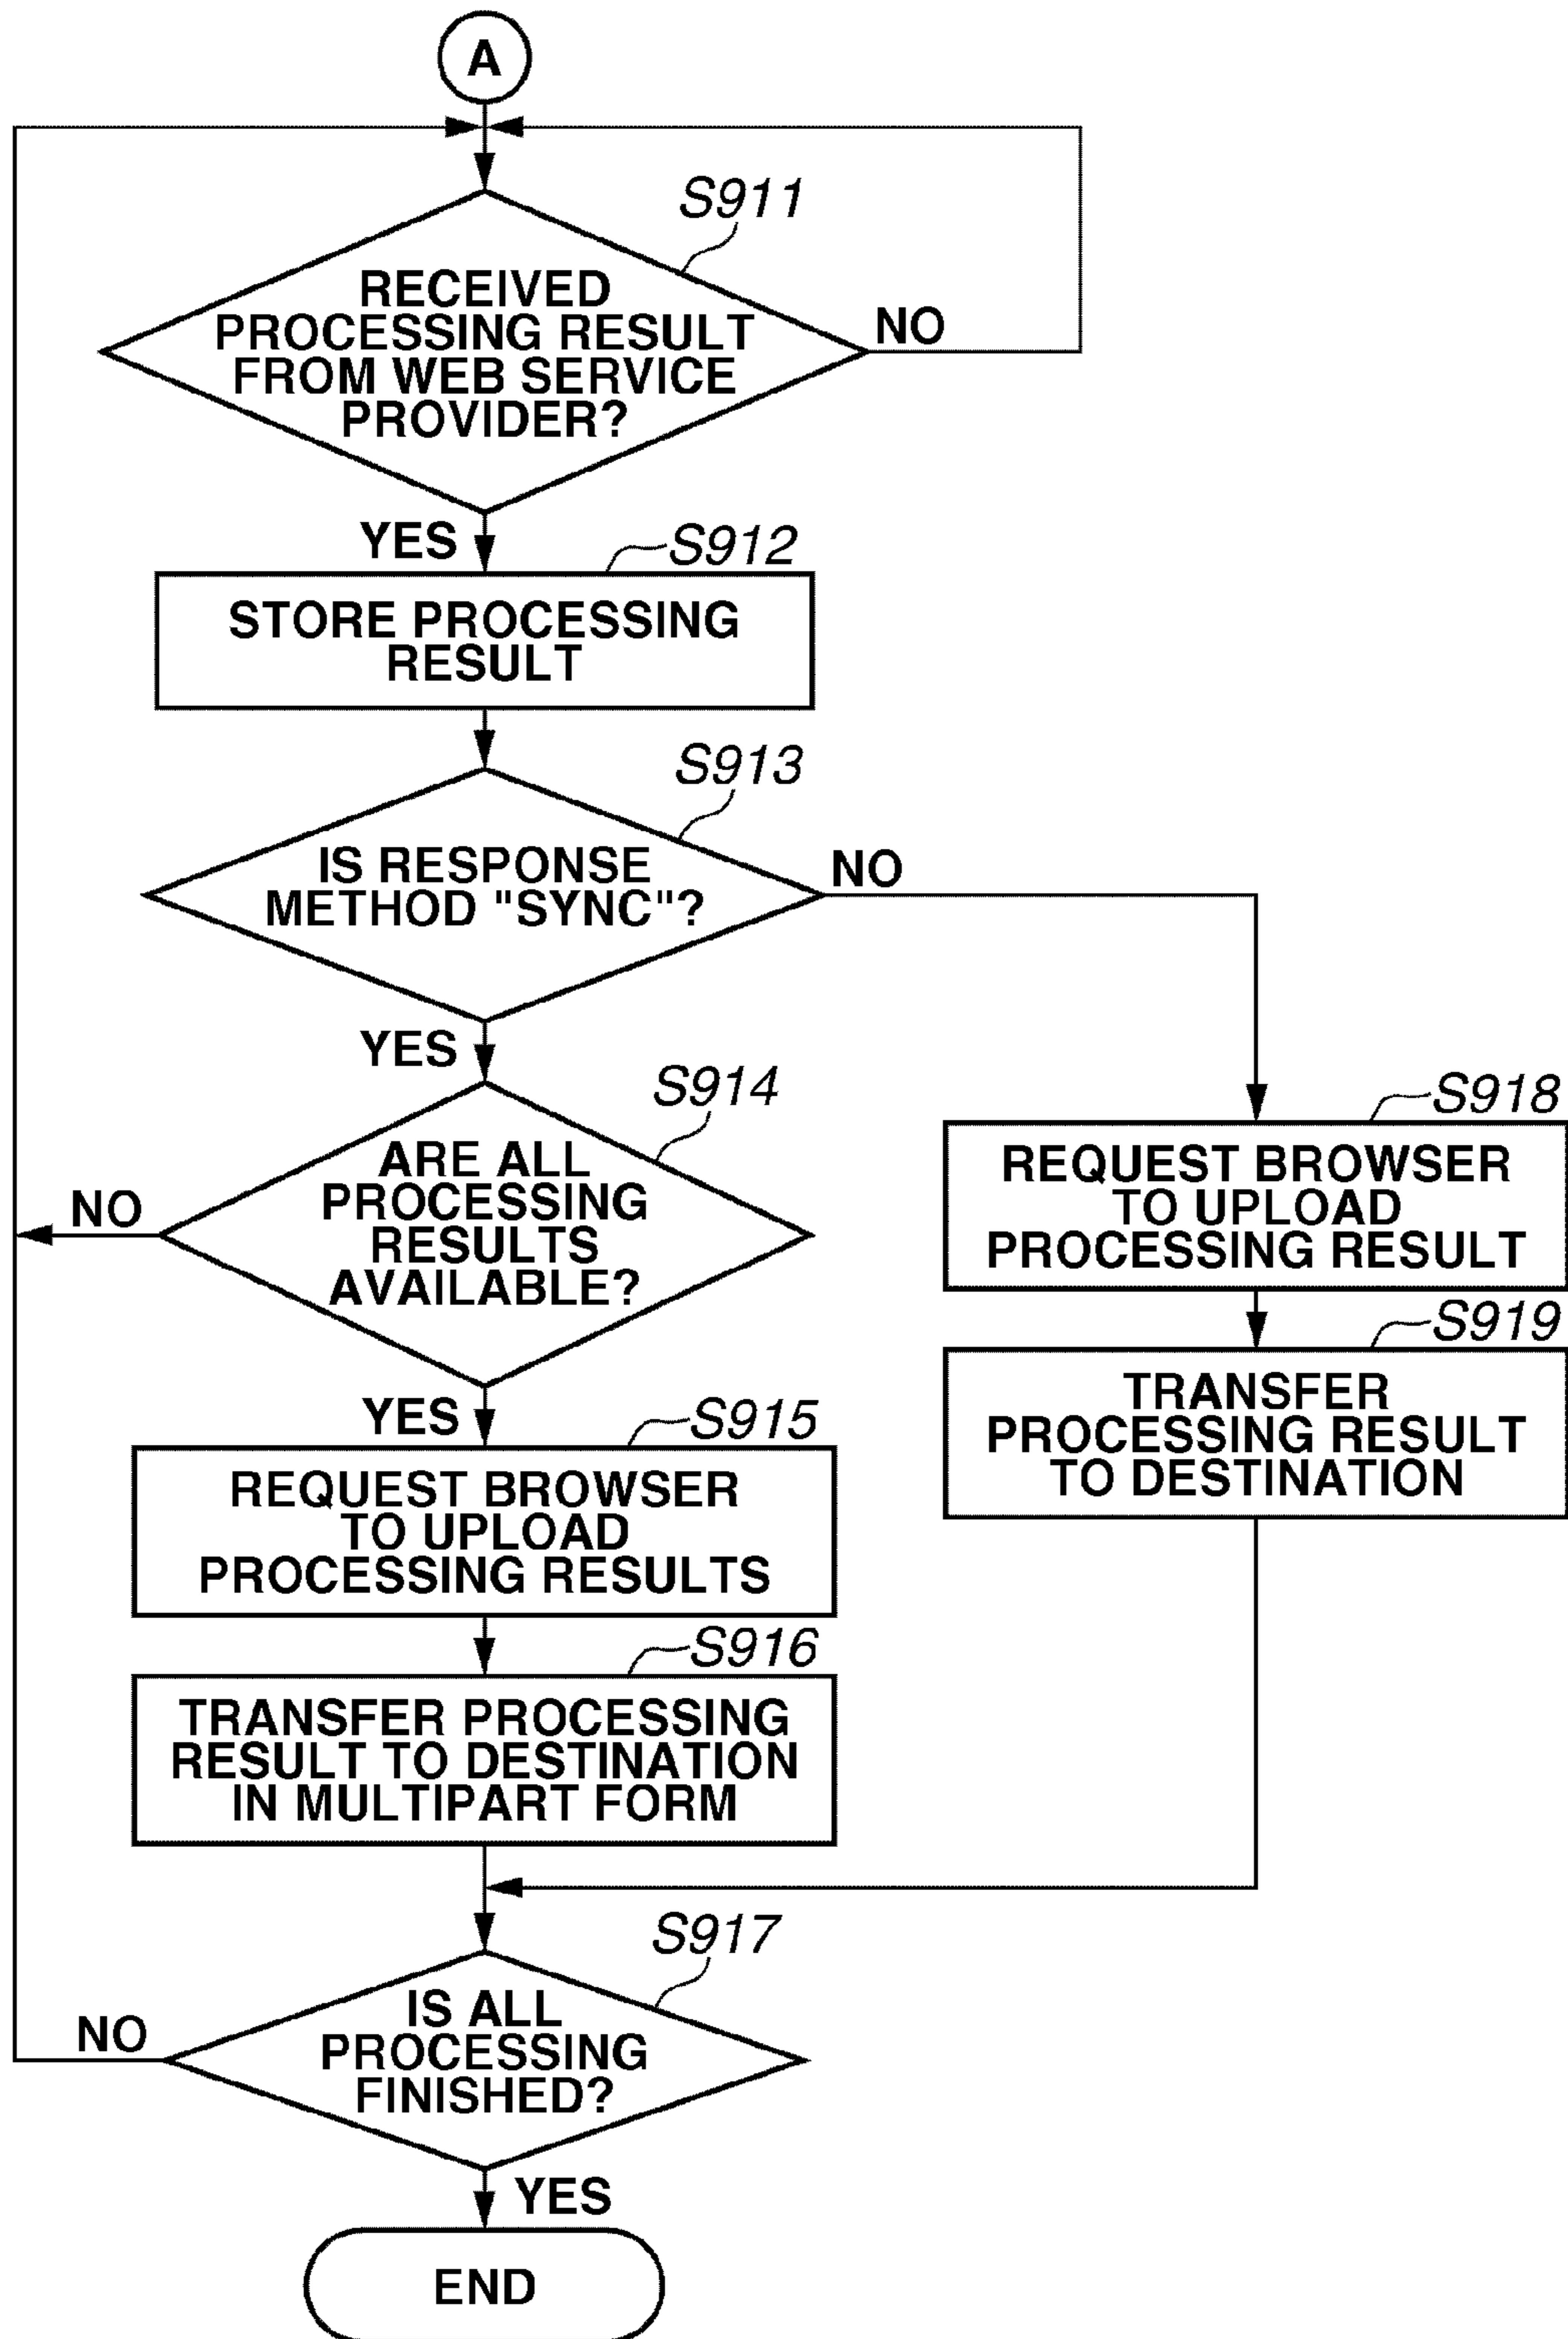 A
S911
RECEIVED
PROCESSING RESULT
FROM WEB SERVICE
PROVIDER?
NO
YES
S912
STORE PROCESSING
RESULT
S913
IS RESPONSE
METHOD "SYNC"?
NO
YES
S914
ARE ALL
PROCESSING
RESULTS
AVAILABLE?
NO
YES
S918
REQUEST BROWSER
TO UPLOAD
PROCESSING RESULT
S919
TRANSFER
PROCESSING RESULT
TO DESTINATION
S915
REQUEST BROWSER
TO UPLOAD
PROCESSING RESULTS
S916
TRANSFER PROCESSING
RESULT TO DESTINATION
IN MULTIPART FORM
S917
IS ALL
PROCESSING
FINISHED?
NO
YES
END